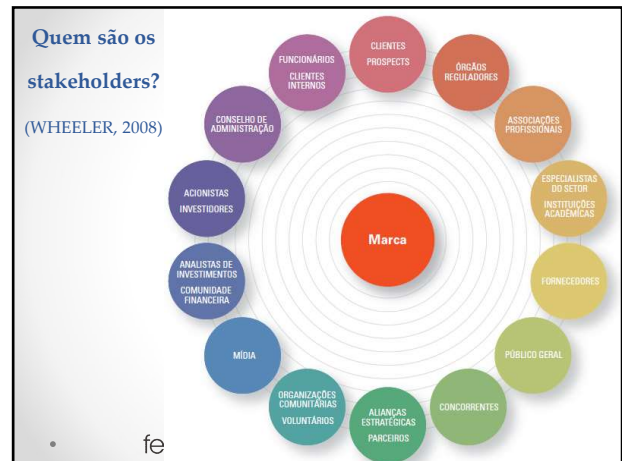 Quem são os
stakeholders?
(WHEELER, 2008)
CLIENTES
PROSPECTS
ÓRGÃOS
REGULADORES
ASSOCIAÇÕES
PROFISSIONAIS
ESPECIALISTAS
DO SETOR
INSTITUIÇÕES
ACADÊMICAS
FORNECEDORES
PÚBLICO GERAL
CONCORRENTES
ALIANÇAS
ESTRATÉGICAS
PARCEIROS
ORGANIZAÇÕES
COMUNITÁRIAS
VOLUNTÁRIOS
MÍDIA
ANALISTAS DE
INVESTIMENTOS
COMUNIDADE
FINANCEIRA
ACIONISTAS
INVESTIDORES
CONSELHO DE
ADMINISTRAÇÃO
FUNCIONÁRIOS
CLIENTES
INTERNOS
Marca
fe